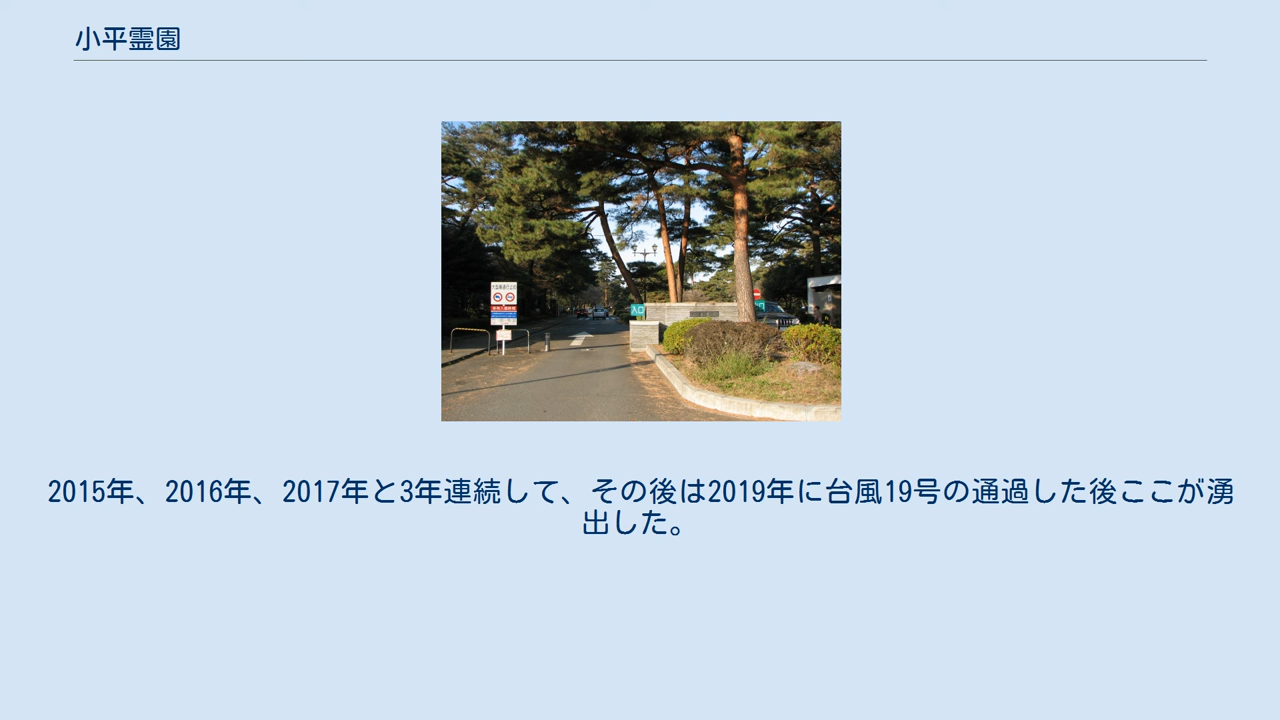 小平霊園
入口
2015年、2016年、2017年と3年連続して、その後は2019年に台風19号の通過した後ここが湧
出した。